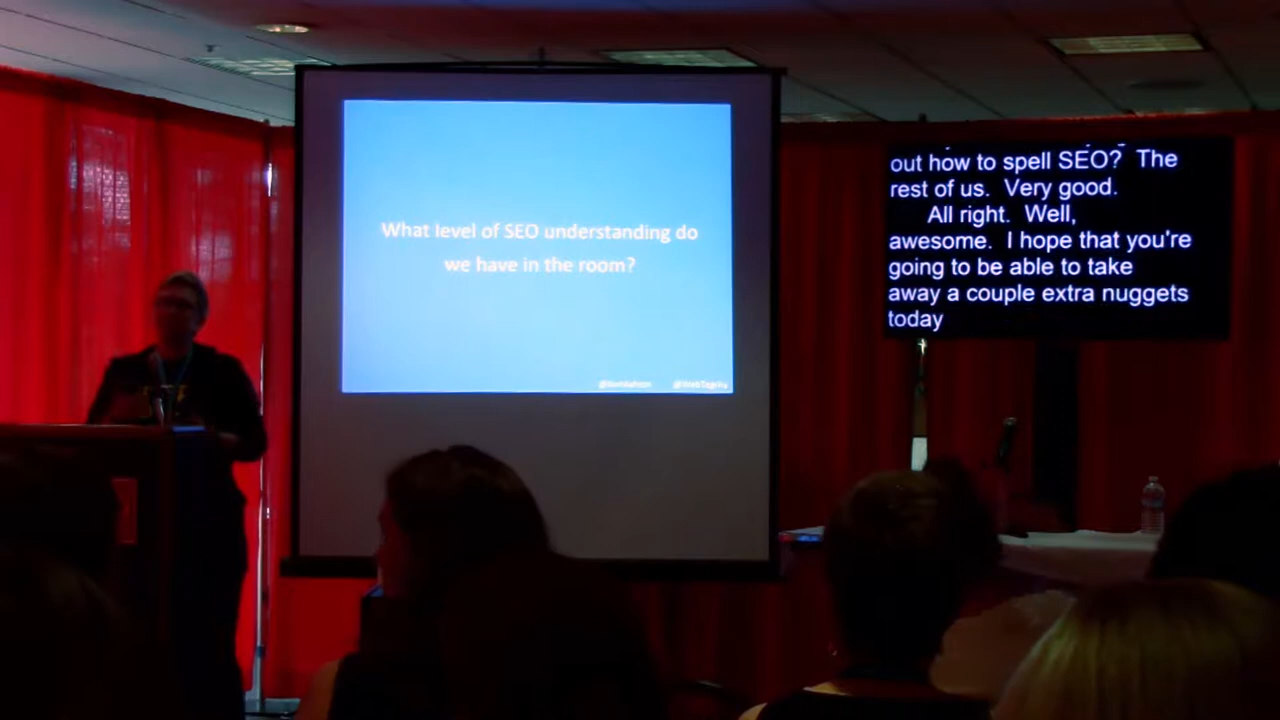 What level of SEO understanding do
we have in the room?
out how to spell SEO? The
rest of us. Very good.
All right. Well,
awesome. I hope that you're
going to be able to take
away a couple extra nuggets
today